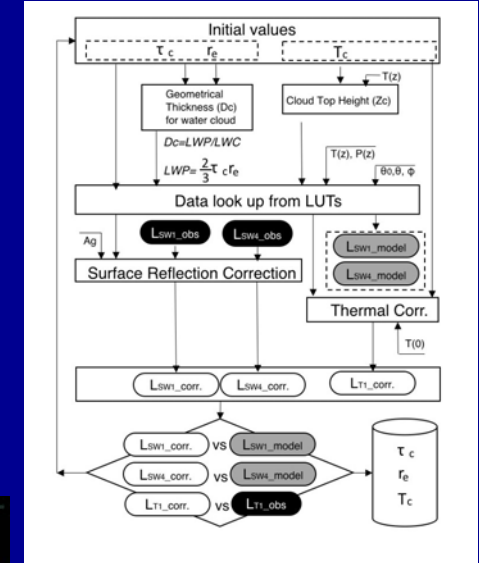 Initial values
τc re Tc
T(z)
Geometrical
Thickness (Dc)
for water cloud
Cloud Top Height (Zc)
Dc=LWP/LWC
LWP= 2/3 τc re
T(z), P(z)
θ0,θ, ϕ
Data look up from LUTs
Ag
LSW1_obs LSW4_obs
LSW1_model
LSW4_model
Surface Reflection Correction
Thermal Corr.
T(0)
LSW1_corr. LSW4_corr. LT1_corr.
LSW1_corr. vs LSW1_model
LSW4_corr. vs LSW4_model
LT1_corr. vs LT1_obs
τc
re
Tc